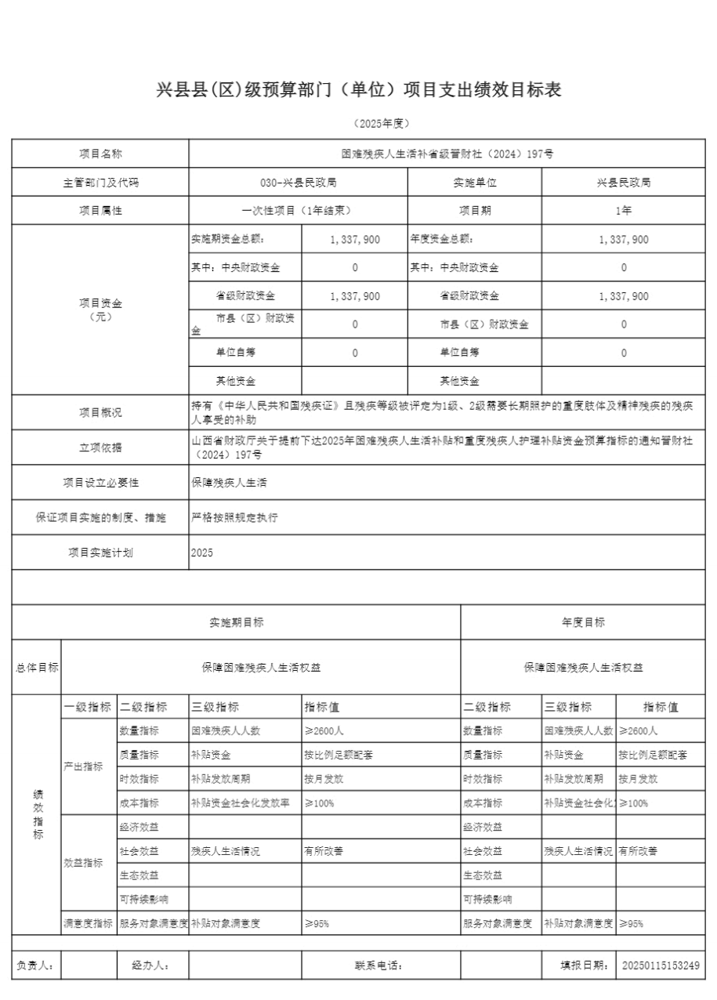 兴县县(区)级预算部门（单位）项目支出绩效目标表
（2025年度）
项目名称 困难残疾人生活补省级晋财社（2024）197号
主管部门及代码 030-兴县民政局 实施单位 兴县民政局
项目属性 一次性项目（1年结束） 项目期 1年
项目资金
（元）
实施期资金总额： 1,337,900 年度资金总额： 1,337,900
其中：中央财政资金 0 其中：中央财政资金 0
省级财政资金 1,337,900 省级财政资金 1,337,900
市县（区）财政资
金 0 市县（区）财政资金 0
单位自筹 0 单位自筹 0
其他资金 其他资金
项目概况 持有《中华人民共和国残疾证》且残疾等级被评定为1级、2级需要长期照护的重度肢体及精神残疾的残疾
人享受的补助
立项依据 山西省财政厅关于提前下达2025年困难残疾人生活补贴和重度残疾人护理补贴资金预算指标的通知晋财社
（2024）197号
项目设立必要性 保障残疾人生活
保证项目实施的制度、措施 严格按照规定执行
项目实施计划 2025
实施期目标 年度目标
总体目标 保障困难残疾人生活权益 保障困难残疾人生活权益
绩
效
指
标
一级指标 二级指标 三级指标 指标值 二级指标 三级指标 指标值
产出指标
数量指标 困难残疾人人数 ≥2600人 数量指标 困难残疾人人数 ≥2600人
质量指标 补贴资金 按比例足额配套 质量指标 补贴资金 按比例足额配套
时效指标 补贴发放周期 按月发放 时效指标 补贴发放周期 按月发放
成本指标 补贴资金社会化发放率 ≥100% 成本指标 补贴资金社会化 ≥100%
效益指标
经济效益 经济效益
社会效益 残疾人生活情况 有所改善 社会效益 残疾人生活情况 有所改善
生态效益 生态效益
可持续影响 可持续影响
满意度指标 服务对象满意度 补贴对象满意度 ≥95% 服务对象满意度 补贴对象满意度 ≥95%
负责人： 经办人： 联系电话： 填报日期： 20250115153249